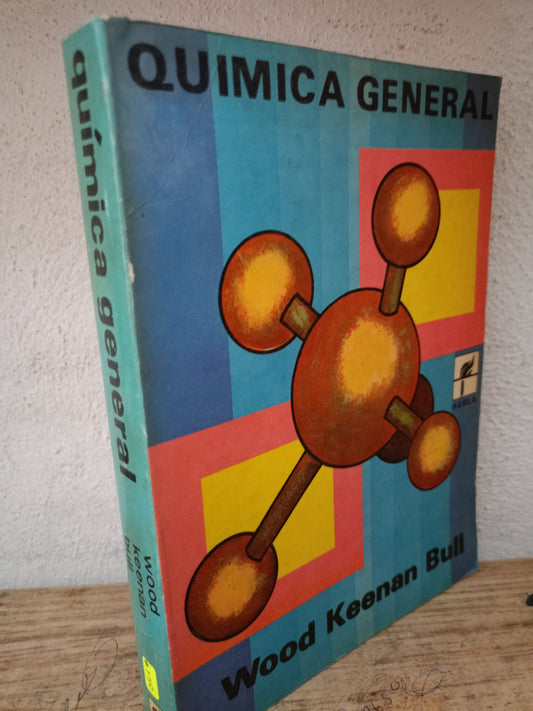 QUIMICA GENERAL
HARLA
Wood Keenan Bull
química general
wood
keenan
bull